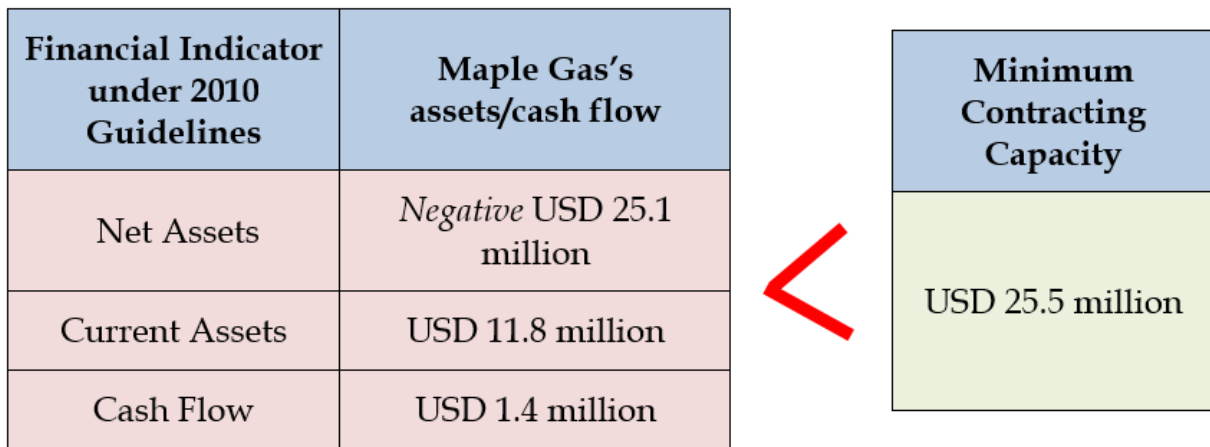 Financial Indicator
under 2010
Guidelines
Maple Gas's
assets/cash flow
Net Assets
Negative USD 25.1
million
Current Assets
USD 11.8 million
Cash Flow
USD 1.4 million
<
Minimum
Contracting
Capacity
USD 25.5 million